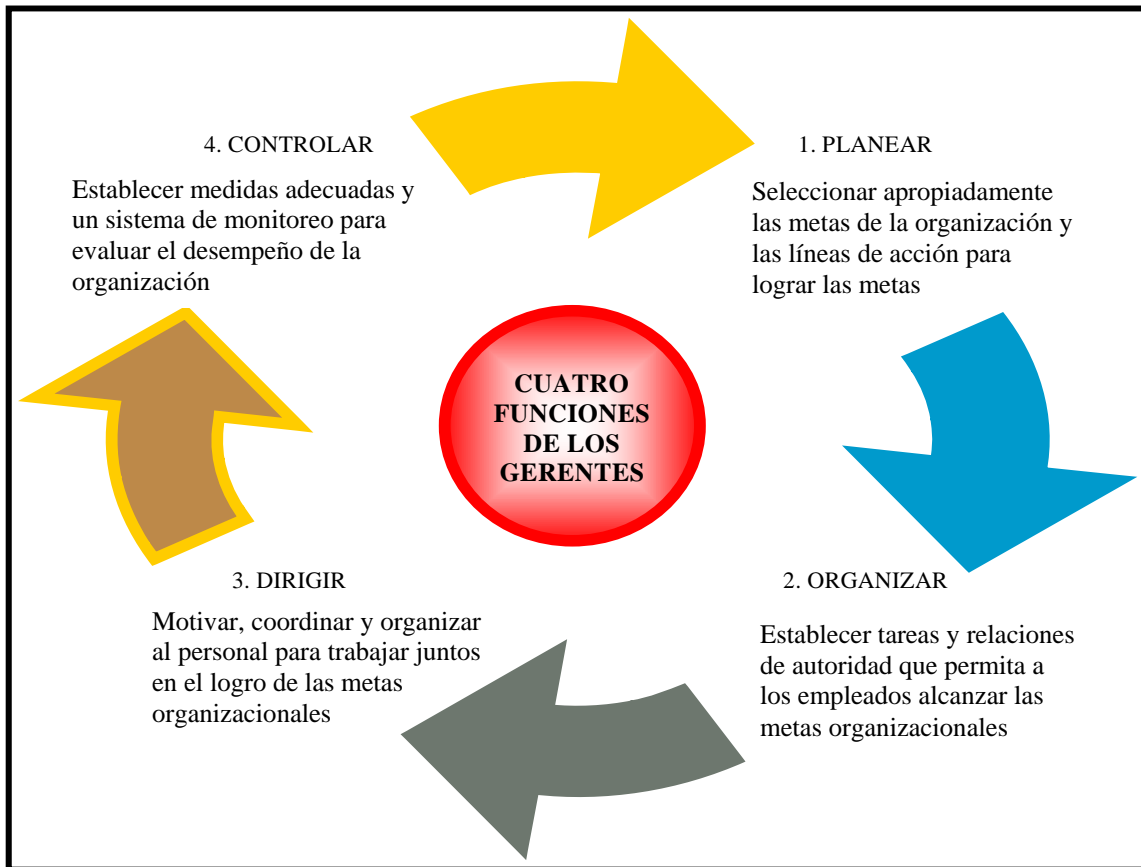 4. CONTROLAR
Establecer medidas adecuadas y
un sistema de monitoreo para
evaluar el desempeño de la
organización
1. PLANEAR
Seleccionar apropiadamente
las metas de la organización y
las líneas de acción para
lograr las metas
CUATRO
FUNCIONES
DE LOS
GERENTES
3. DIRIGIR
Motivar, coordinar y organizar
al personal para trabajar juntos
en el logro de las metas
organizacionales
2. ORGANIZAR
Establecer tareas y relaciones
de autoridad que permita a
los empleados alcanzar las
metas organizacionales